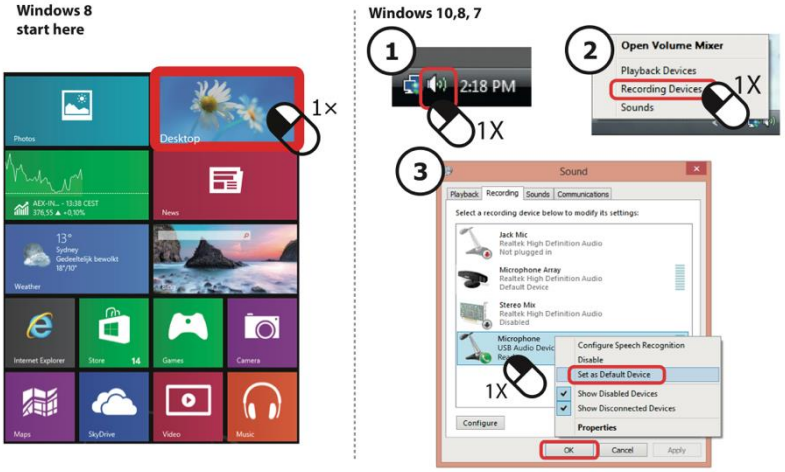 Windows 8
start here
Photos
Desktop
1×
AEX-IN... - 13:38 CEST
376,55 ▲ +0,10%
News
13°
Sydney
Gedeeltelijk bewolkt
18°/10°
Weather
Internet Explorer
Store
14
Games
Camera
Maps
SkyDrive
Video
Music
Windows 10,8, 7
1
2:18 PM
1X
2
Open Volume Mixer
Playback Devices
Recording Devices
Sounds
1X
3
Sound
Playback
Recording
Sounds
Communications
Select a recording device below to modify its settings:
Jack Mic
Realtek High Definition Audio
Not plugged in
Microphone Array
Realtek High Definition Audio
Default Device
Stereo Mix
Realtek High Definition Audio
Disabled
Microphone
USB Audio Devic
1X
Configure Speech Recognition
Disable
Set as Default Device
Show Disabled Devices
Show Disconnected Devices
Properties
Configure
OK
Cancel
Apply